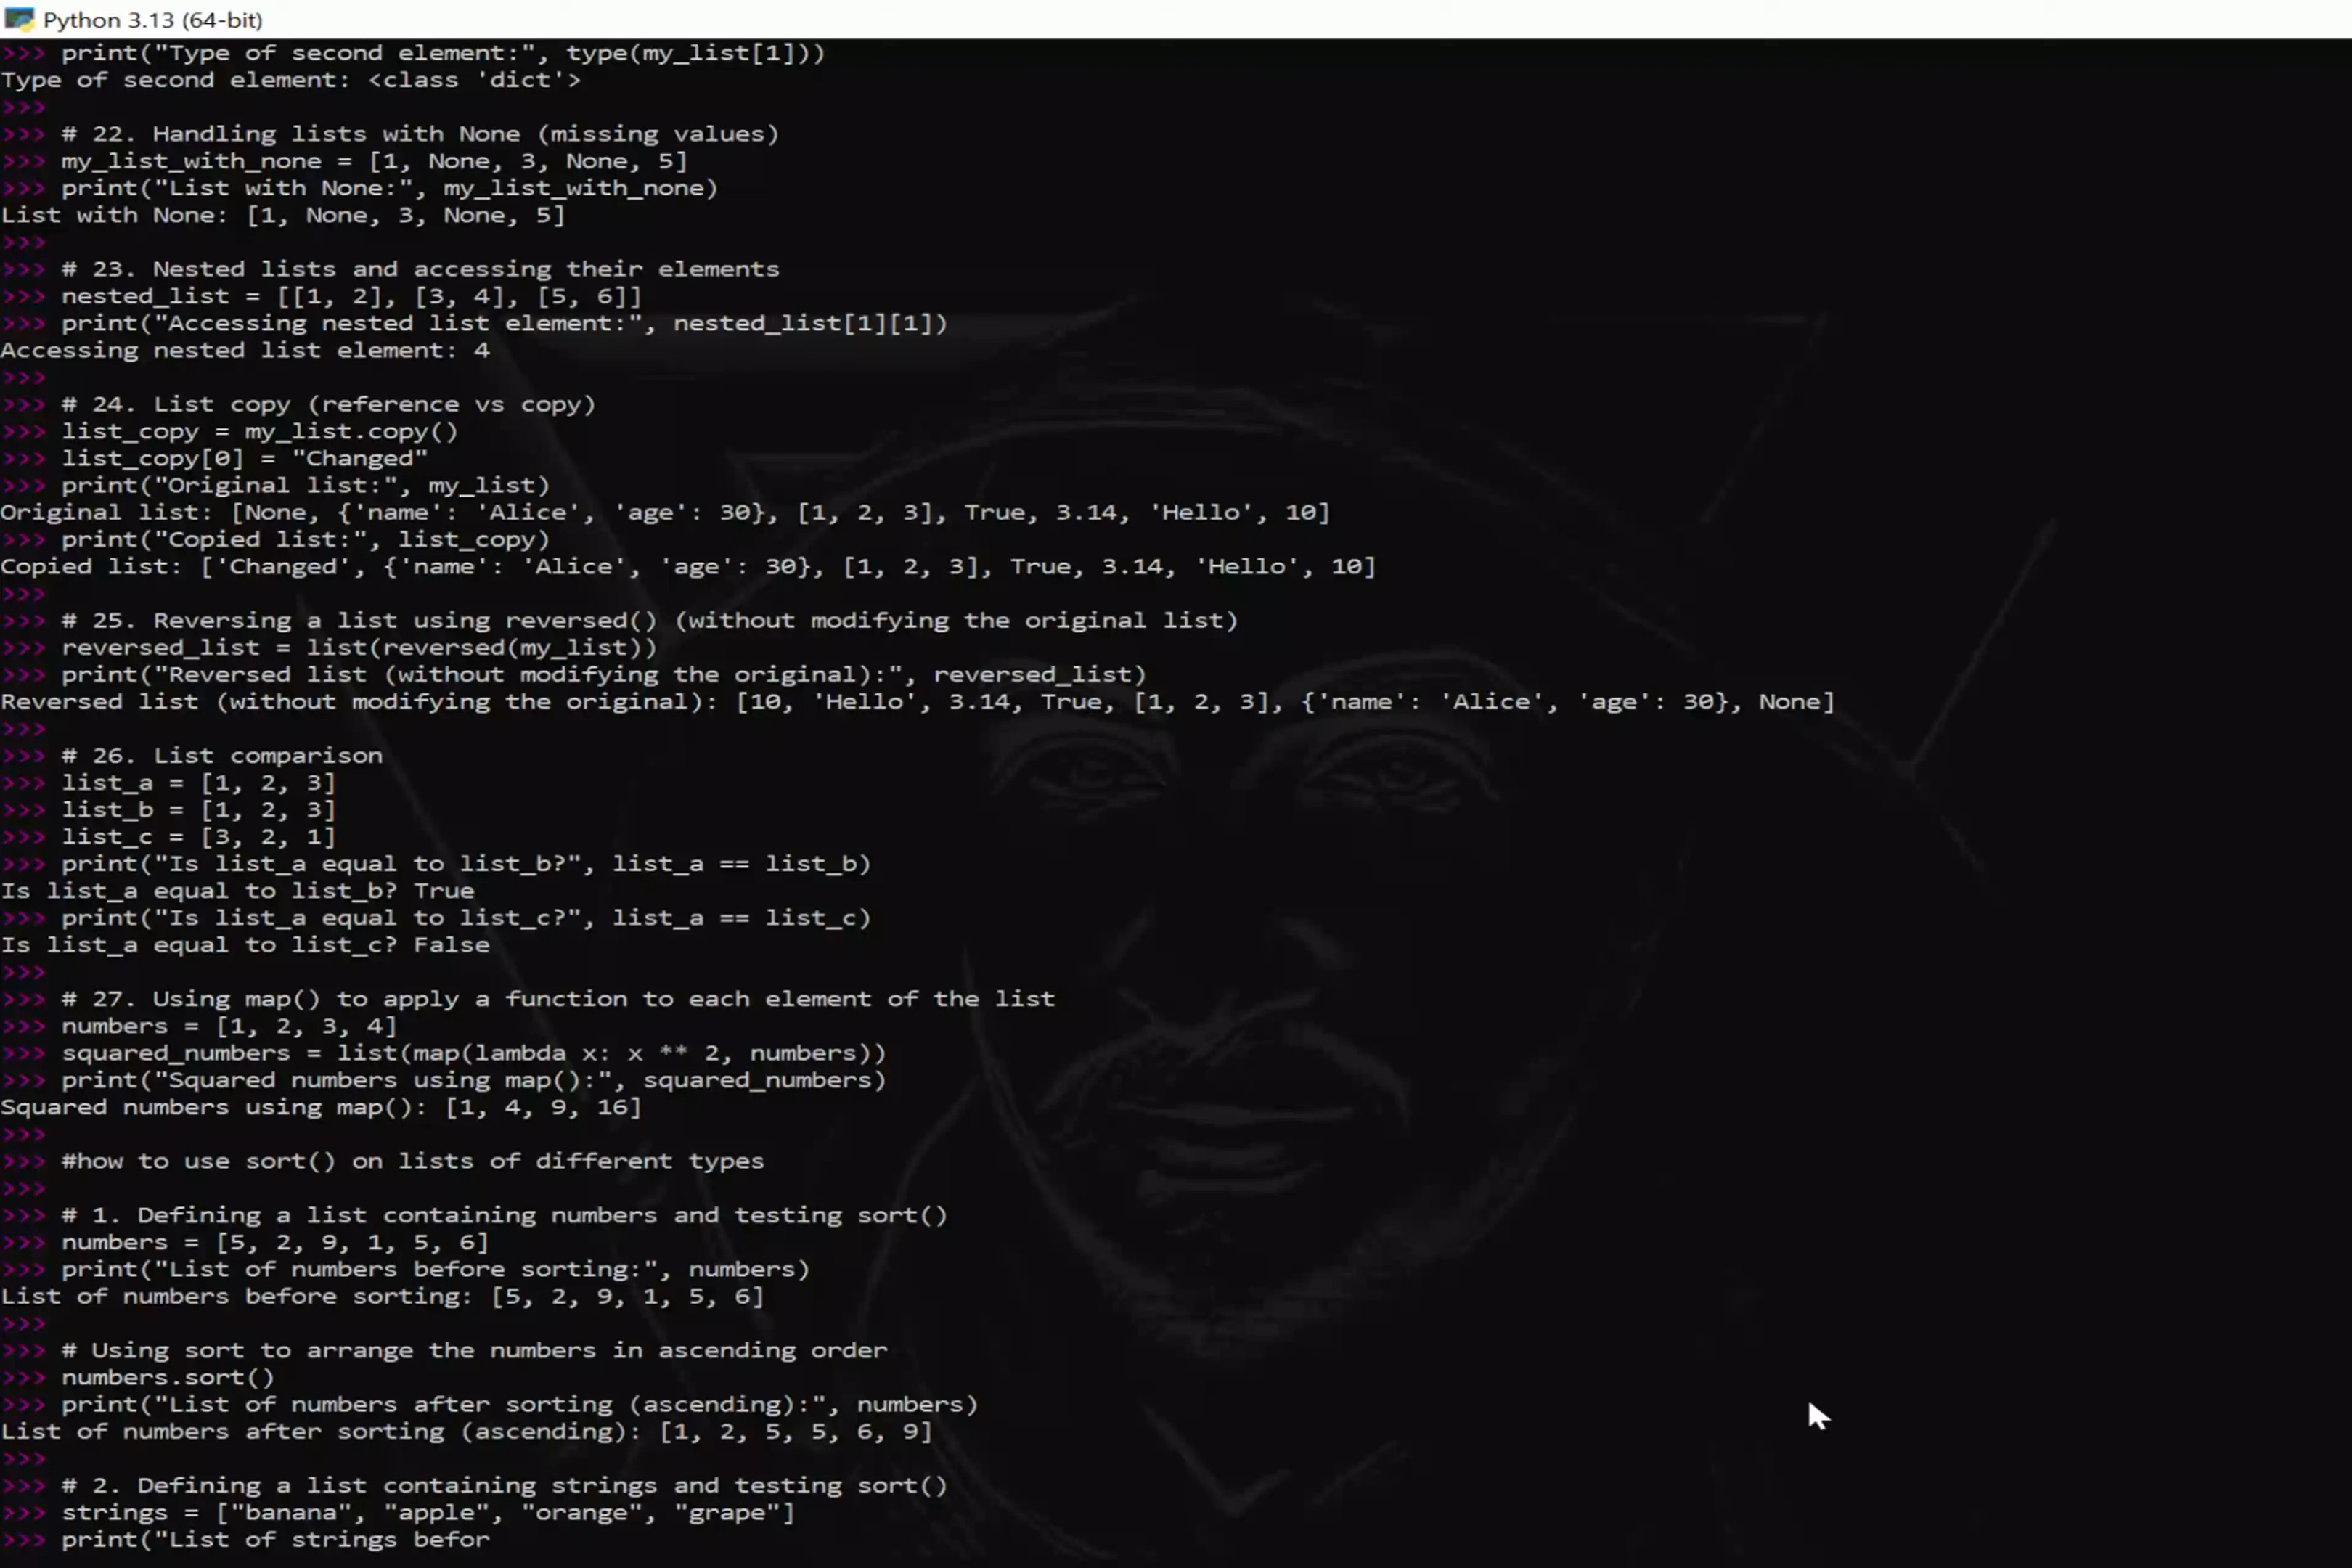 Python 3.13 (64-bit)
>>> print("Type of second element:", type(my_list[1]))
Type of second element: <class 'dict'>
>>>
>>> # 22. Handling lists with None (missing values)
>>> my_list_with_none = [1, None, 3, None, 5]
>>> print("List with None:", my_list_with_none)
List with None: [1, None, 3, None, 5]
>>>
>>> # 23. Nested lists and accessing their elements
>>> nested_list = [[1, 2], [3, 4], [5, 6]]
>>> print("Accessing nested list element:", nested_list[1][1])
Accessing nested list element: 4
>>>
>>> # 24. List copy (reference vs copy)
>>> list_copy = my_list.copy()
>>> list_copy[0] = "Changed"
>>> print("Original list:", my_list)
Original list: [None, {'name': 'Alice', 'age': 30}, [1, 2, 3], True, 3.14, 'Hello', 10]
>>> print("Copied list:", list_copy)
Copied list: ['Changed', {'name': 'Alice', 'age': 30}, [1, 2, 3], True, 3.14, 'Hello', 10]
>>>
>>> # 25. Reversing a list using reversed() (without modifying the original list)
>>> reversed_list = list(reversed(my_list))
>>> print("Reversed list (without modifying the original):", reversed_list)
Reversed list (without modifying the original): [10, 'Hello', 3.14, True, [1, 2, 3], {'name': 'Alice', 'age': 30}, None]
>>>
>>> # 26. List comparison
>>> list_a = [1, 2, 3]
>>> list_b = [1, 2, 3]
>>> list_c = [3, 2, 1]
>>> print("Is list_a equal to list_b?", list_a == list_b)
Is list_a equal to list_b? True
>>> print("Is list_a equal to list_c?", list_a == list_c)
Is list_a equal to list_c? False
>>>
>>> # 27. Using map() to apply a function to each element of the list
>>> numbers = [1, 2, 3, 4]
>>> squared_numbers = list(map(lambda x: x ** 2, numbers))
>>> print("Squared numbers using map():", squared_numbers)
Squared numbers using map(): [1, 4, 9, 16]
>>>
>>> #how to use sort() on lists of different types
>>>
>>> # 1. Defining a list containing numbers and testing sort()
>>> numbers = [5, 2, 9, 1, 5, 6]
>>> print("List of numbers before sorting:", numbers)
List of numbers before sorting: [5, 2, 9, 1, 5, 6]
>>>
>>> # Using sort to arrange the numbers in ascending order
>>> numbers.sort()
>>> print("List of numbers after sorting (ascending):", numbers)
List of numbers after sorting (ascending): [1, 2, 5, 5, 6, 9]
>>>
>>> # 2. Defining a list containing strings and testing sort()
>>> strings = ["banana", "apple", "orange", "grape"]
>>> print("List of strings befor